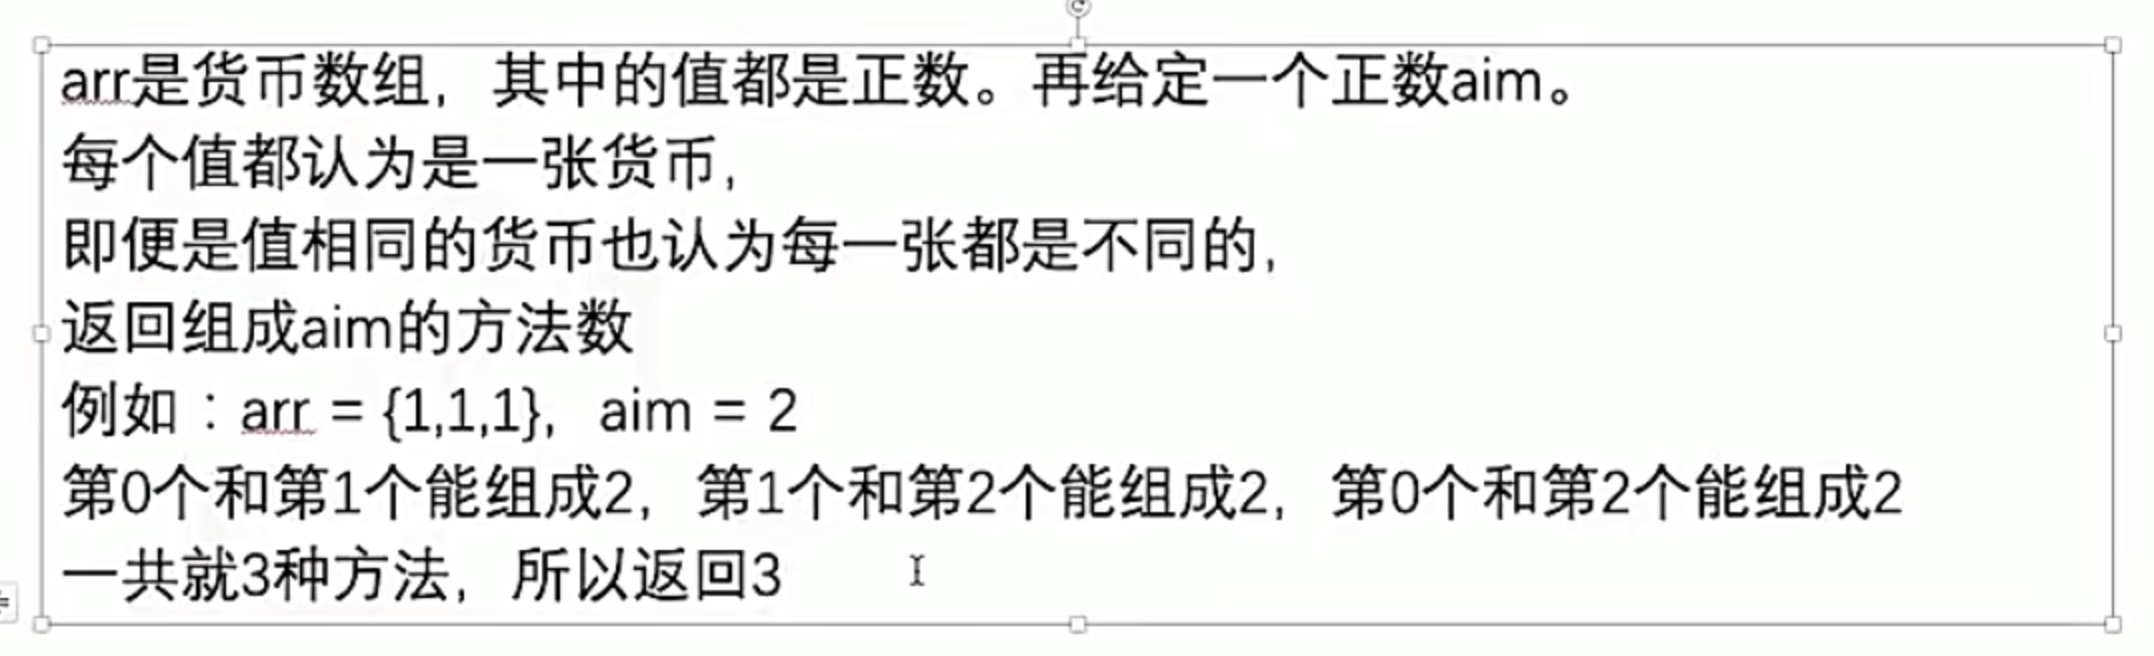 arr是货币数组，其中的值都是正数。再给定一个正数aim。
每个值都认为是一张货币，
即便是值相同的货币也认为每一张都是不同的，
返回组成aim的方法数
例如：arr = {1,1,1}，aim = 2
第0个和第1个能组成2，第1个和第2个能组成2，第0个和第2个能组成2
一共就3种方法，所以返回3